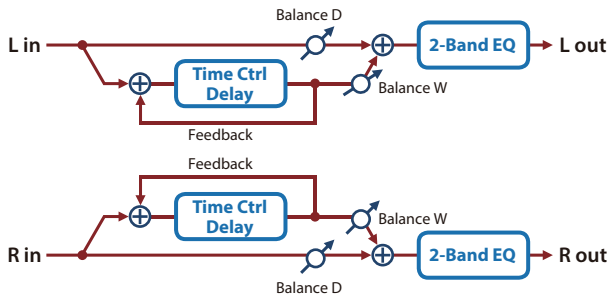 Balance D
L in
2-Band EQ
L out
Time Ctrl
Delay
Balance W
Feedback
Feedback
Time Ctrl
Delay
Balance W
R in
2-Band EQ
R out
Balance D